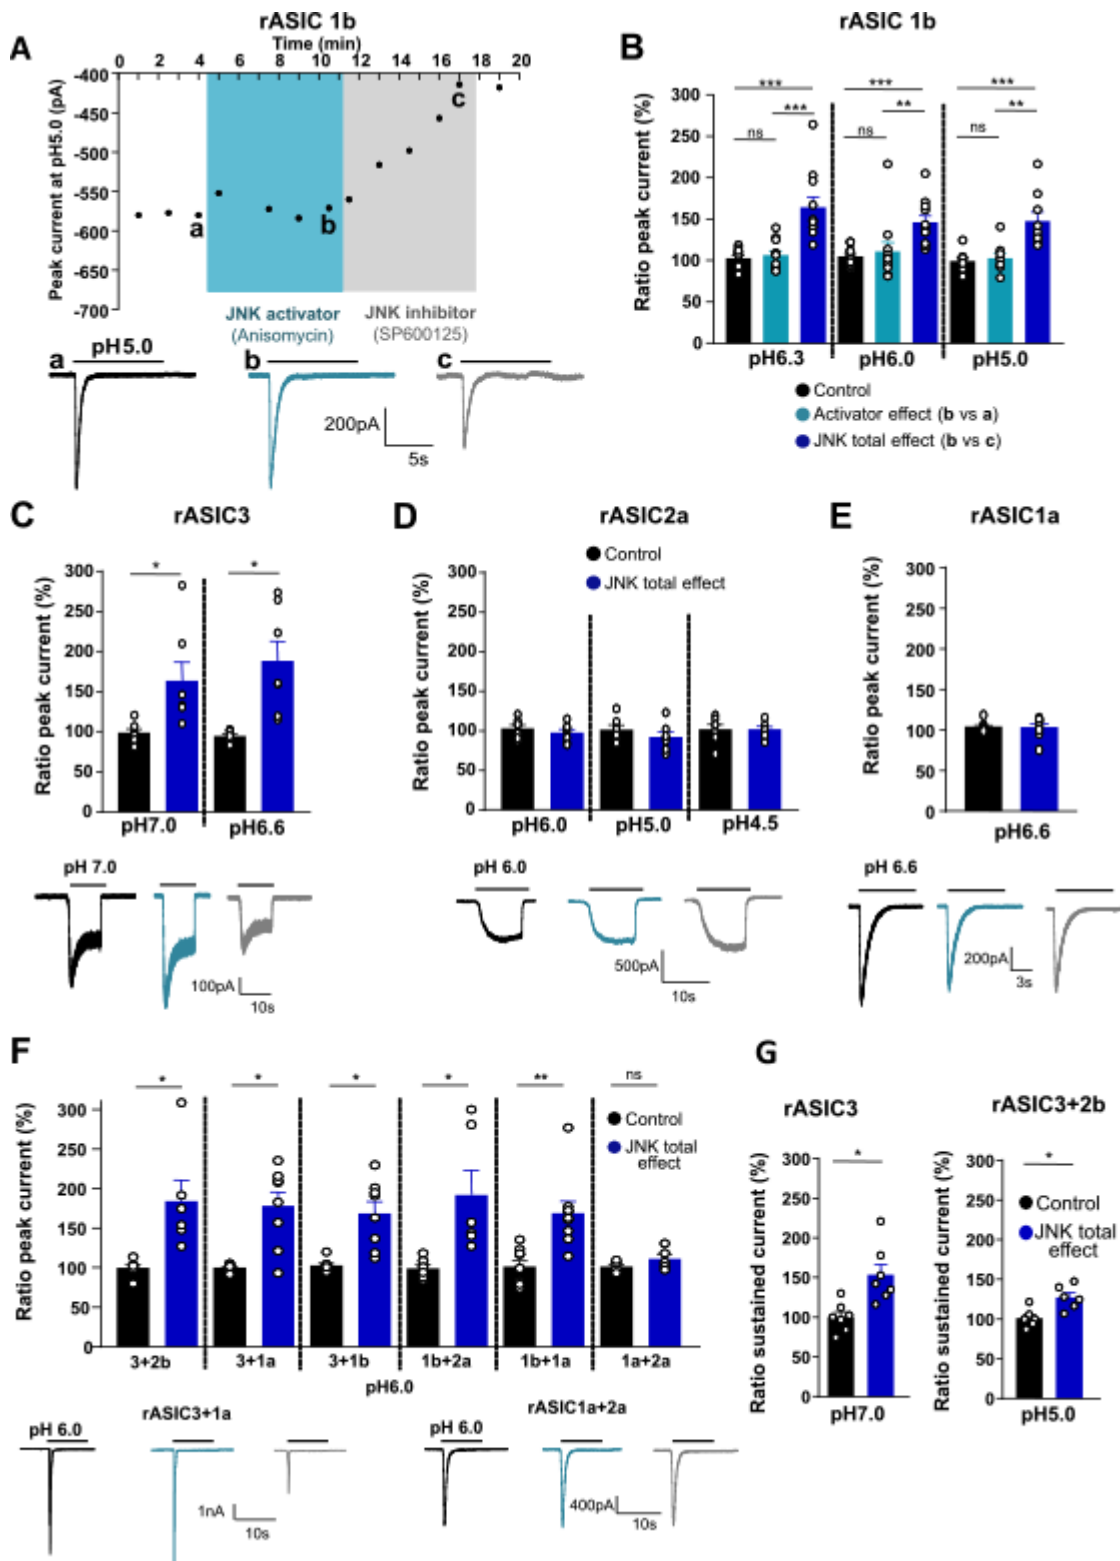 A
rASIC 1b
Time (min)
0 2 4 6 8 10 12 14 16 18 20
Peak current at pH5.0 (pA)
-400
-450
-500
-550
-600
-650
-700
a
b
c
JNK activator
(Anisomycin)
JNK inhibitor
(SP600125)
a pH5.0
b
c
200pA
5s
B
rASIC 1b
Ratio peak current (%)
300
250
200
150
100
50
0
*** *** ***
*** ** **
ns ns ns
pH6.3 pH6.0 pH5.0
Control
Activator effect (b vs a)
JNK total effect (b vs c)
C
rASIC3
Ratio peak current (%)
300
250
200
150
100
50
0
* *
pH7.0 pH6.6
pH 7.0
100pA
10s
D
rASIC2a
Control
JNK total effect
Ratio peak current (%)
300
250
200
150
100
50
0
pH6.0 pH5.0 pH4.5
pH 6.0
500pA
10s
E
rASIC1a
Ratio peak current (%)
300
250
200
150
100
50
0
pH6.6
pH 6.6
200pA
3s
F
Ratio peak current (%)
300
250
200
150
100
50
0
* * * * ** ns
Control
JNK total
effect
3+2b 3+1a 3+1b 1b+2a 1b+1a 1a+2a
pH6.0
rASIC3+1a
pH 6.0
1nA
10s
rASIC1a+2a
pH 6.0
400pA
10s
G
rASIC3
Ratio sustained current (%)
300
250
200
150
100
50
0
*
pH7.0
rASIC3+2b
Ratio sustained current (%)
300
250
200
150
100
50
0
*
Control
JNK total
effect
pH5.0